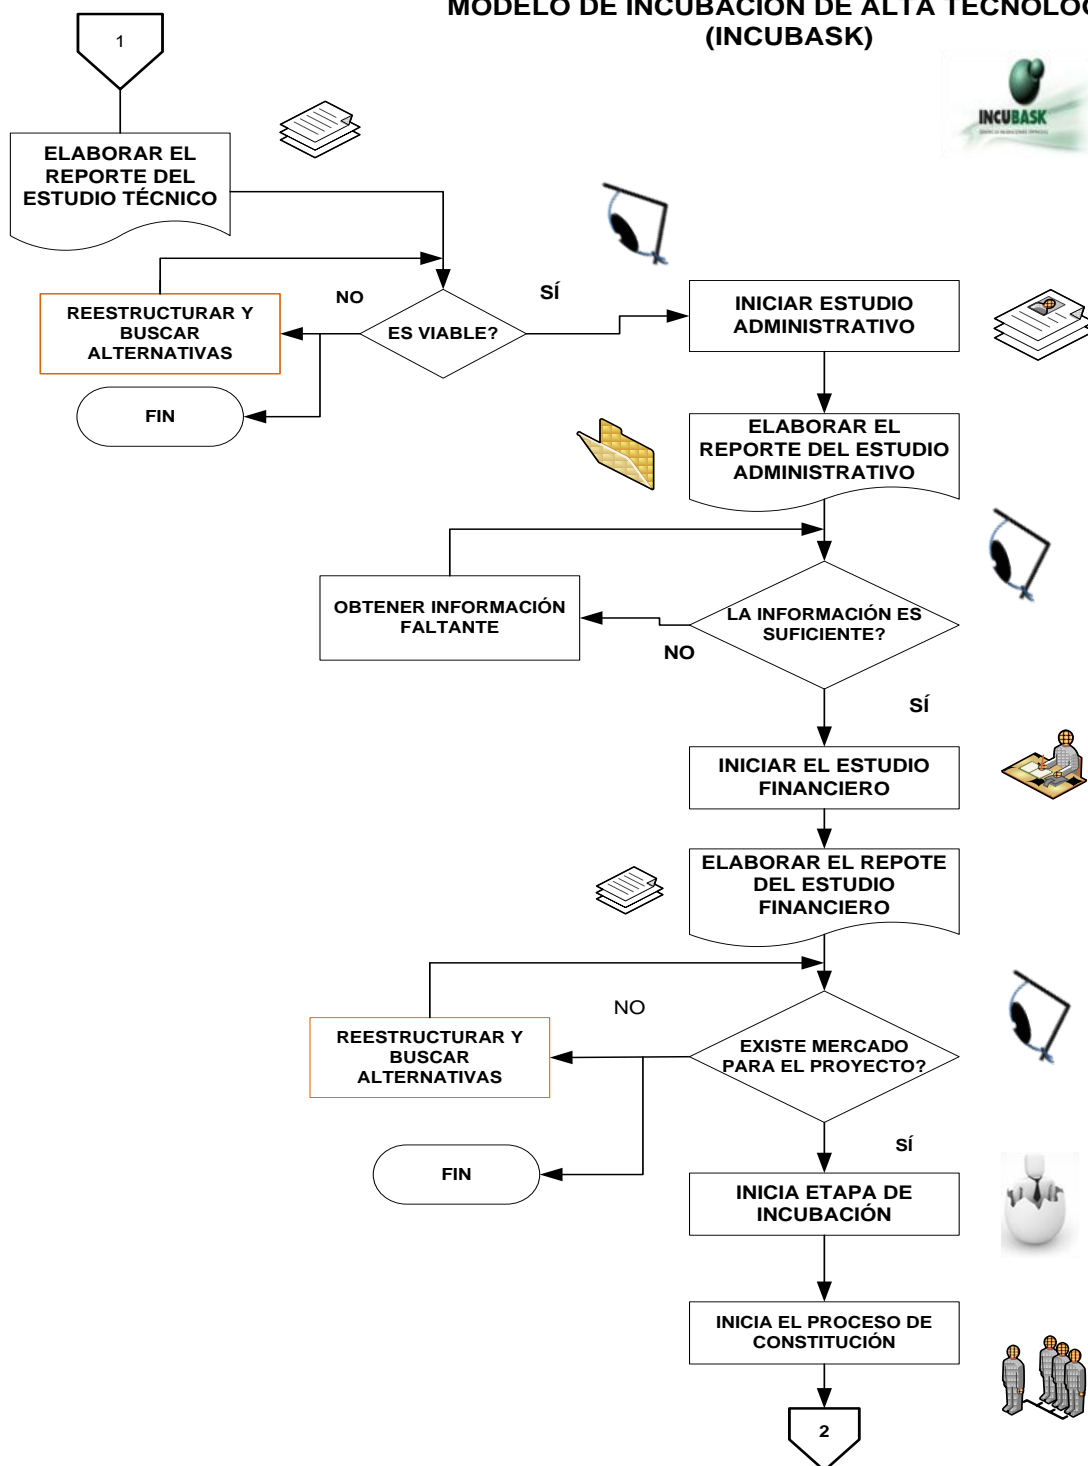 MODELO DE INCUBACIÓN DE ALTA TECNOLOG
(INCUBASK)
1
INCUBASK
ELABORAR EL
REPORTE DEL
ESTUDIO TÉCNICO
NO
SÍ
REESTRUCTURAR Y
BUSCAR
ALTERNATIVAS
ES VIABLE?
INICIAR ESTUDIO
ADMINISTRATIVO
FIN
ELABORAR EL
REPORTE DEL ESTUDIO
ADMINISTRATIVO
OBTENER INFORMACIÓN
FALTANTE
LA INFORMACIÓN ES
SUFICIENTE?
NO
SÍ
INICIAR EL ESTUDIO
FINANCIERO
ELABORAR EL REPOTE
DEL ESTUDIO
FINANCIERO
NO
REESTRUCTURAR Y
BUSCAR
ALTERNATIVAS
EXISTE MERCADO
PARA EL PROYECTO?
SÍ
FIN
INICIA ETAPA DE
INCUBACIÓN
INICIA EL PROCESO DE
CONSTITUCIÓN
2